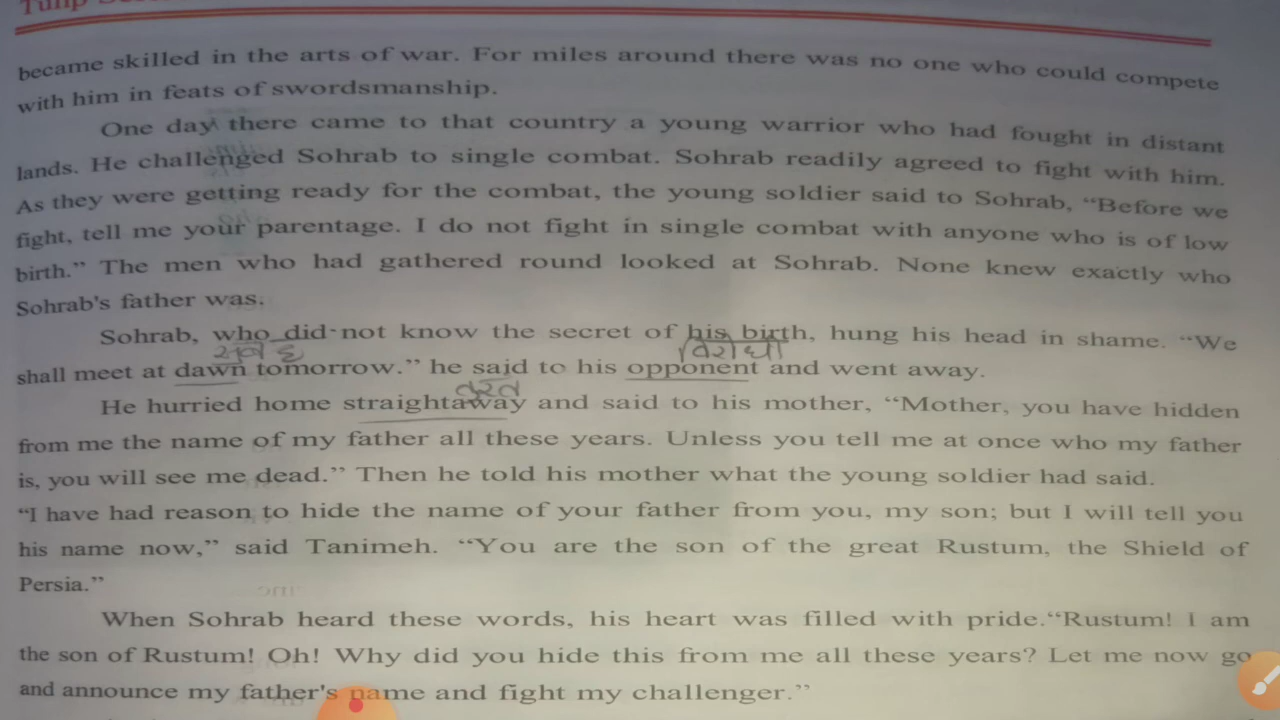 Tulip
became skilled in the arts of war. For miles around there was no one who could compete
with him in feats of swordsmanship.
One day there came to that country a young warrior who had fought in distant
lands. He challenged Sohrab to single combat. Sohrab readily agreed to fight with him.
As they were getting ready for the combat, the young soldier said to Sohrab, “Before we
fight, tell me your parentage. I do not fight in single combat with anyone who is of low
birth.” The men who had gathered round looked at Sohrab. None knew exactly who
Sohrab's father was.
Sohrab, who did not know the secret of his birth, hung his head in shame. “We
shall meet at dawn tomorrow.” he said to his opponent and went away.
He hurried home straightaway and said to his mother, “Mother, you have hidden
from me the name of my father all these years. Unless you tell me at once who my father
is, you will see me dead.” Then he told his mother what the young soldier had said.
“I have had reason to hide the name of your father from you, my son; but I will tell you
his name now,” said Tanimeh. “You are the son of the great Rustum, the Shield of
Persia.”
When Sohrab heard these words, his heart was filled with pride.“Rustum! I am
the son of Rustum! Oh! Why did you hide this from me all these years? Let me now go
and announce my father's name and fight my challenger.”